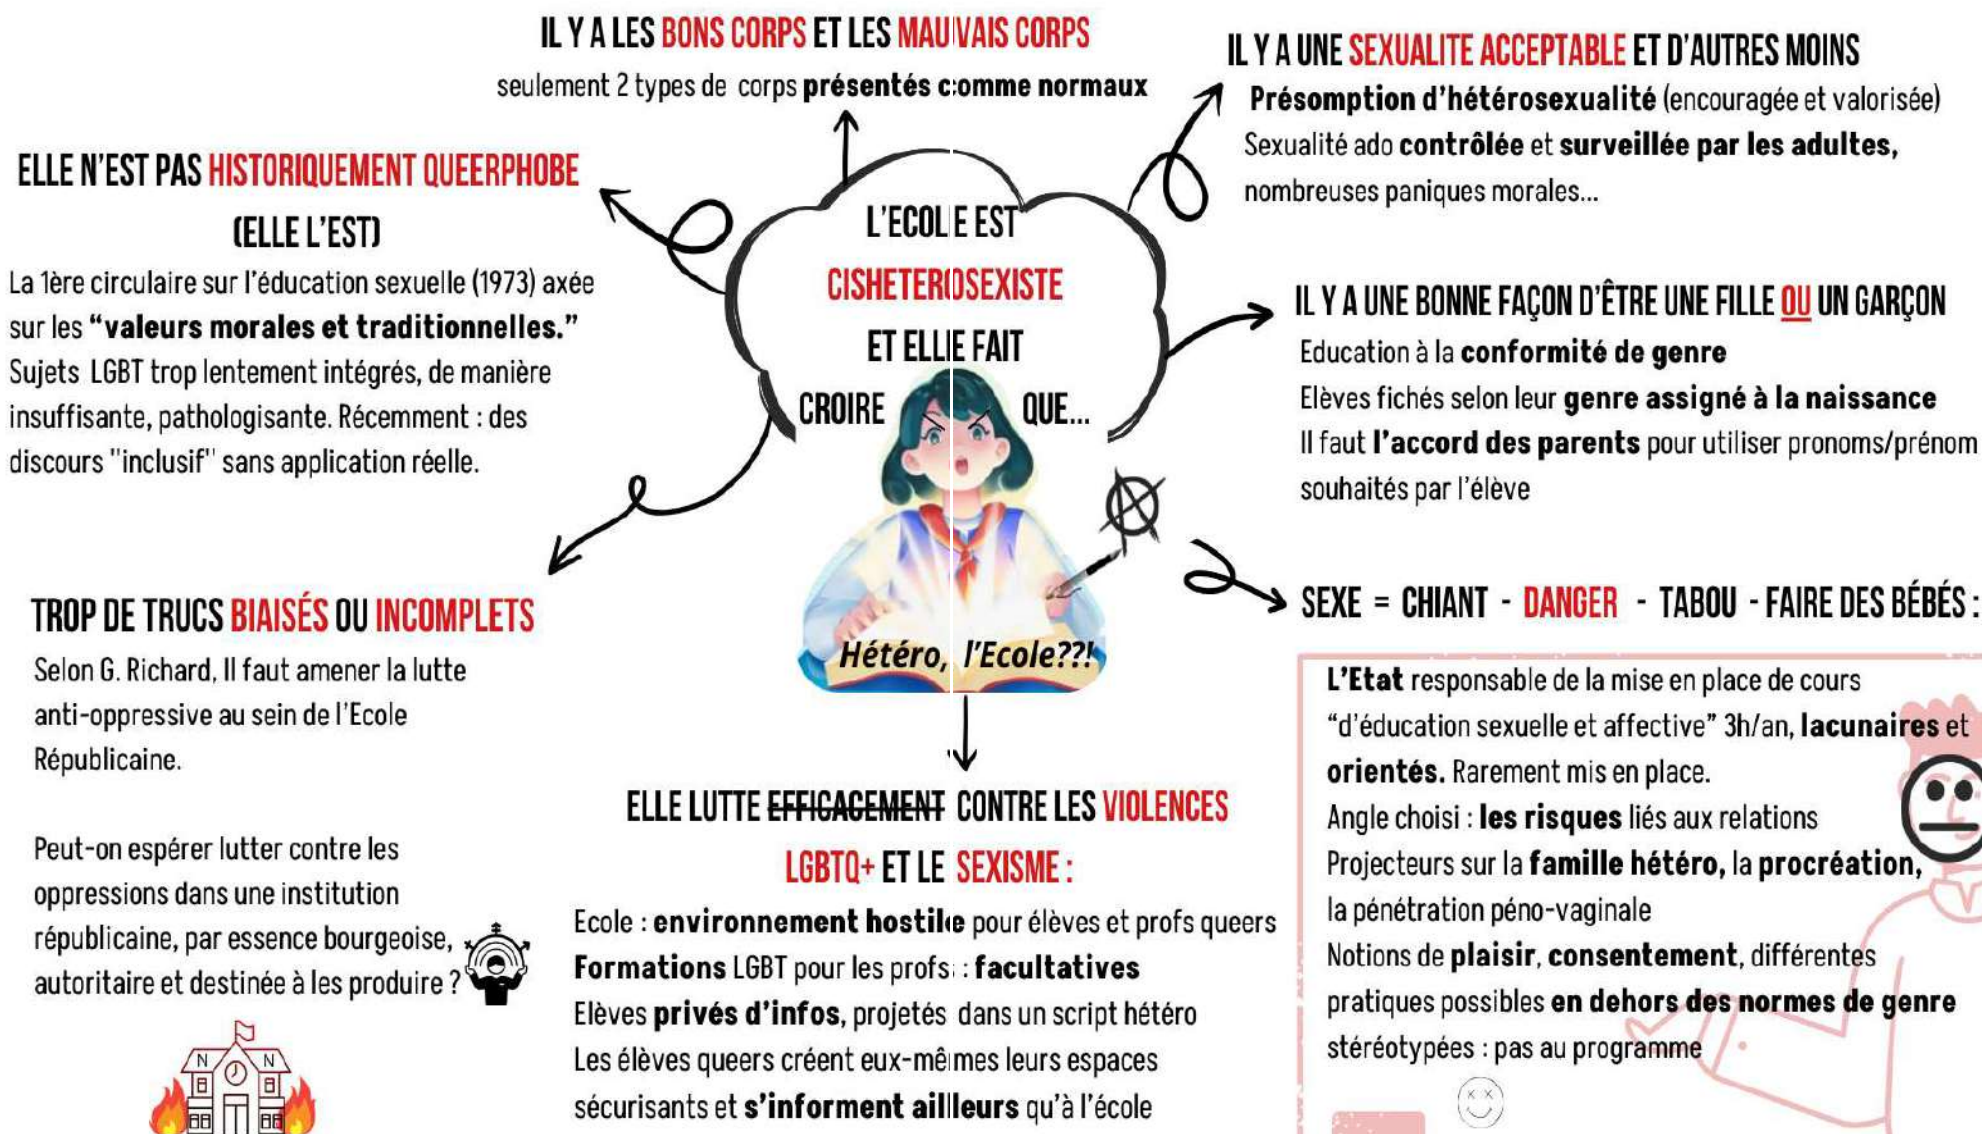 IL Y A LES BONS CORPS ET LES MAUVAIS CORPS
seulement 2 types de corps présentés comme normaux
IL Y A UNE SEXUALITE ACCEPTABLE ET D'AUTRES MOINS
Présomption d'hétérosexualité (encouragée et valorisée)
Sexualité ado contrôlée et surveillée par les adultes,
nombreuses paniques morales...
ELLE N'EST PAS HISTORIQUEMENT QUEERPHOBE
(ELLE L'EST)
La 1ère circulaire sur l'éducation sexuelle (1973) axée
sur les "valeurs morales et traditionnelles."
Sujets LGBT trop lentement intégrés, de manière
insuffisante, pathologisante. Récemment : des
discours "inclusif" sans application réelle.
L'ECOLE EST
CISHETEROSEXISTE
ET ELLE FAIT
CROIRE QUE...
Hétéro, l'Ecole??!
IL Y A UNE BONNE FAÇON D'ÊTRE UNE FILLE OU UN GARÇON
Education à la conformité de genre
Elèves fichés selon leur genre assigné à la naissance
Il faut l'accord des parents pour utiliser pronoms/prénom
souhaités par l'élève
TROP DE TRUCS BIAISÉS OU INCOMPLETS
Selon G. Richard, Il faut amener la lutte
anti-oppressive au sein de l'Ecole
Républicaine.
Peut-on espérer lutter contre les
oppressions dans une institution
républicaine, par essence bourgeoise,
autoritaire et destinée à les produire ?
N N
ELLE LUTTE EFFICACEMENT CONTRE LES VIOLENCES
LGBTQ+ ET LE SEXISME :
Ecole : environnement hostile pour élèves et profs queers
Formations LGBT pour les profs : facultatives
Elèves privés d'infos, projetés dans un script hétéro
Les élèves queers créent eux-mêmes leurs espaces
sécurisants et s'informent ailleurs qu'à l'école
SEXE = CHIANT - DANGER - TABOU - FAIRE DES BÉBÉS :
L'Etat responsable de la mise en place de cours
"d'éducation sexuelle et affective" 3h/an, lacunaires et
orientés. Rarement mis en place.
Angle choisi : les risques liés aux relations
Projecteurs sur la famille hétéro, la procréation,
la pénétration péno-vaginale
Notions de plaisir, consentement, différentes
pratiques possibles en dehors des normes de genre
stéréotypées : pas au programme